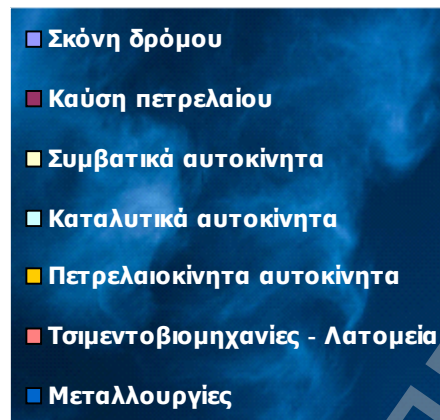 Σκόνη δρόμου
Καύση πετρελαίου
Συμβατικά αυτοκίνητα
Καταλυτικά αυτοκίνητα
Πετρελαιοκίνητα αυτοκίνητα
Τσιμεντοβιομηχανίες - Λατομεία
Μεταλλουργίες